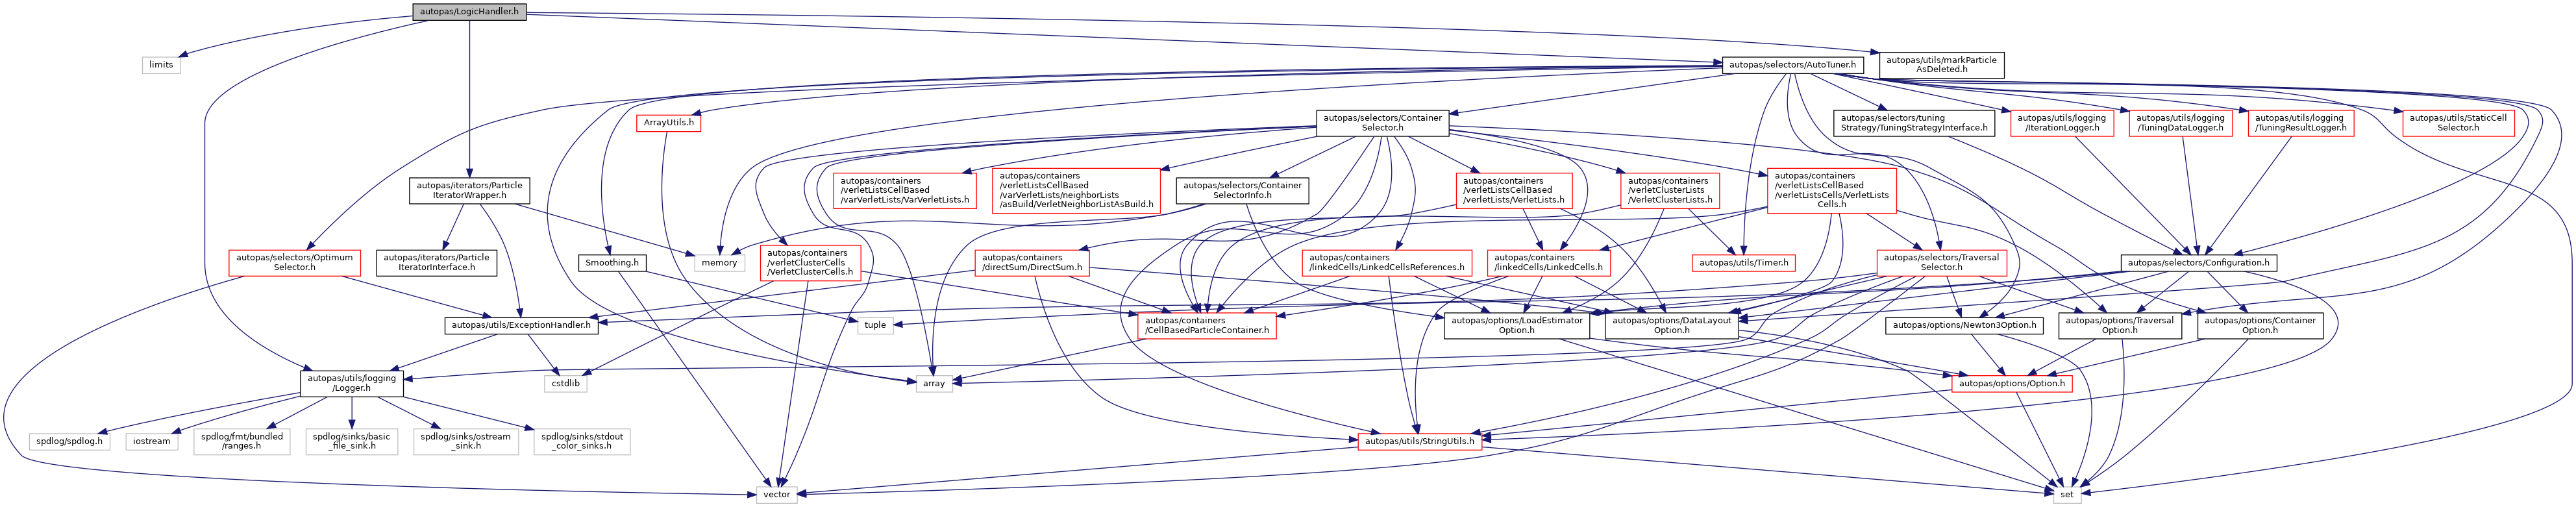 autopas/LogicHandler.h
limits
autopas/selectors/AutoTuner.h
autopas/utils/markParticle
AsDeleted.h
ArrayUtils.h
autopas/selectors/Container
Selector.h
autopas/selectors/tuning
Strategy/TuningStrategyInterface.h
autopas/utils/logging
/IterationLogger.h
autopas/utils/logging
/TuningDataLogger.h
autopas/utils/logging
/TuningResultLogger.h
autopas/utils/StaticCell
Selector.h
autopas/iterators/Particle
IteratorWrapper.h
autopas/containers
/verletListsCellBased
/varVerletLists/VarVerletLists.h
autopas/containers
/verletListsCellBased
/varVerletLists/neighborLists
/asBuild/VerletNeighborListAsBuild.h
autopas/selectors/Container
SelectorInfo.h
autopas/containers
/verletListsCellBased
/verletLists/VerletLists.h
autopas/containers
/verletClusterLists
/VerletClusterLists.h
autopas/containers
/verletListsCellBased
/verletListsCells/VerletLists
Cells.h
autopas/selectors/Optimum
Selector.h
autopas/iterators/Particle
IteratorInterface.h
Smoothing.h
memory
autopas/containers
/verletClusterCells
/VerletClusterCells.h
autopas/containers
/directSum/DirectSum.h
autopas/containers
/linkedCells/LinkedCellsReferences.h
autopas/containers
/linkedCells/LinkedCells.h
autopas/utils/Timer.h
autopas/selectors/Traversal
Selector.h
autopas/selectors/Configuration.h
autopas/utils/ExceptionHandler.h
tuple
autopas/containers
/CellBasedParticleContainer.h
autopas/options/LoadEstimator
Option.h
autopas/options/DataLayout
Option.h
autopas/options/Newton3Option.h
autopas/options/Traversal
Option.h
autopas/options/Container
Option.h
autopas/utils/logging
/Logger.h
cstdlib
array
autopas/options/Option.h
spdlog/spdlog.h
iostream
spdlog/fmt/bundled
/ranges.h
spdlog/sinks/basic
_file_sink.h
spdlog/sinks/ostream
_sink.h
spdlog/sinks/stdout
_color_sinks.h
autopas/utils/StringUtils.h
vector
set